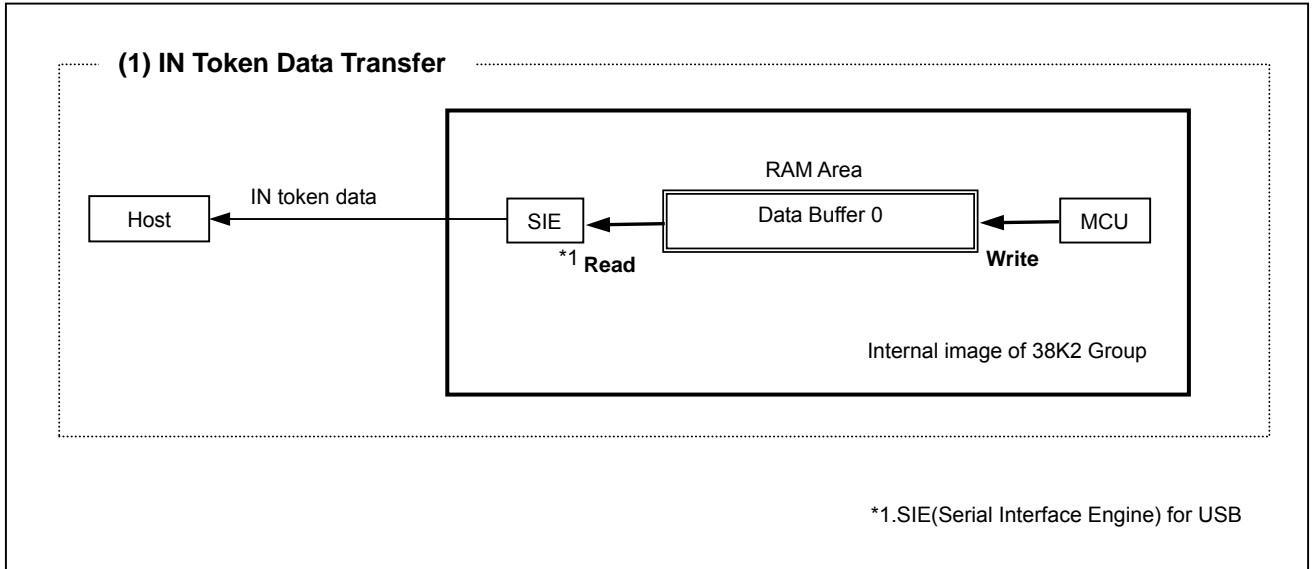 (1) IN Token Data Transfer
RAM Area
IN token data
Host
SIE
Data Buffer 0
MCU
*1 Read
Write
Internal image of 38K2 Group
*1.SIE(Serial Interface Engine) for USB